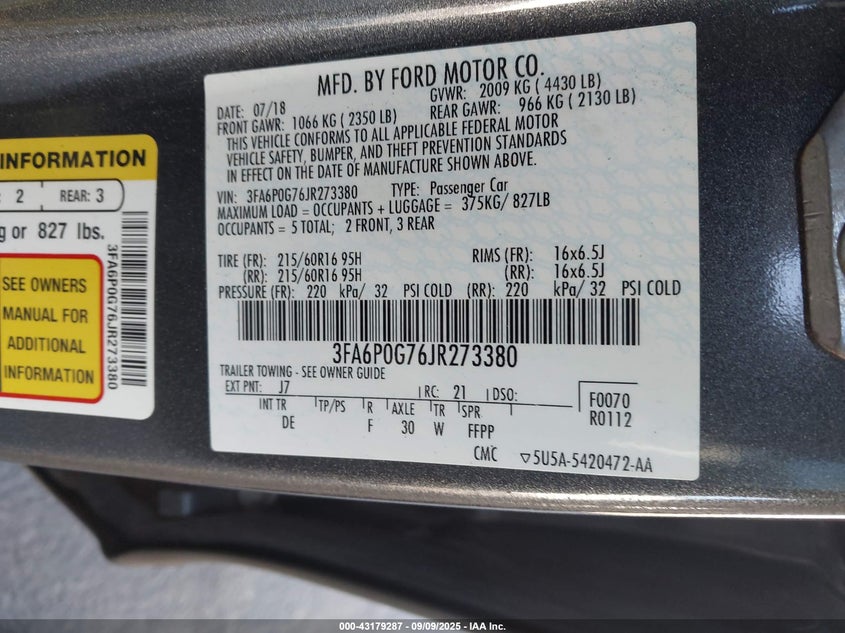 MFD. BY FORD MOTOR CO.
DATE: 07/18 GVWR: 2009 KG ( 4430 LB)
FRONT GAWR: 1066 KG ( 2350 LB) REAR GAWR: 966 KG ( 2130 LB)
THIS VEHICLE CONFORMS TO ALL APPLICABLE FEDERAL MOTOR
VEHICLE SAFETY, BUMPER, AND THEFT PREVENTION STANDARDS
IN EFFECT ON THE DATE OF MANUFACTURE SHOWN ABOVE.
VIN: 3FA6P0G76JR273380 TYPE: Passenger Car
MAXIMUM LOAD = OCCUPANTS + LUGGAGE = 375KG/ 827LB
OCCUPANTS = 5 TOTAL; 2 FRONT, 3 REAR
TIRE (FR): 215/60R16 95H RIMS (FR): 16x6.5J
(RR): 215/60R16 95H (RR): 16x6.5J
PRESSURE (FR): 220 kPa/ 32 PSI COLD (RR): 220 kPa/ 32 PSI COLD
3FA6P0G76JR273380
TRAILER TOWING - SEE OWNER GUIDE
EXT PNT: J7 RC: 21 DSO: F0070
INT TR TP/PS R AXLE TR SPR R0112
DE F 30 W FFPP
CMC ▽5U5A-5420472-AA
INFORMATION
: 2 REAR: 3
g or 827 lbs.
SEE OWNERS
MANUAL FOR
ADDITIONAL
INFORMATION
3FA6P0G76JR273380
000-43179287 - 09/09/2025 - IAA Inc.